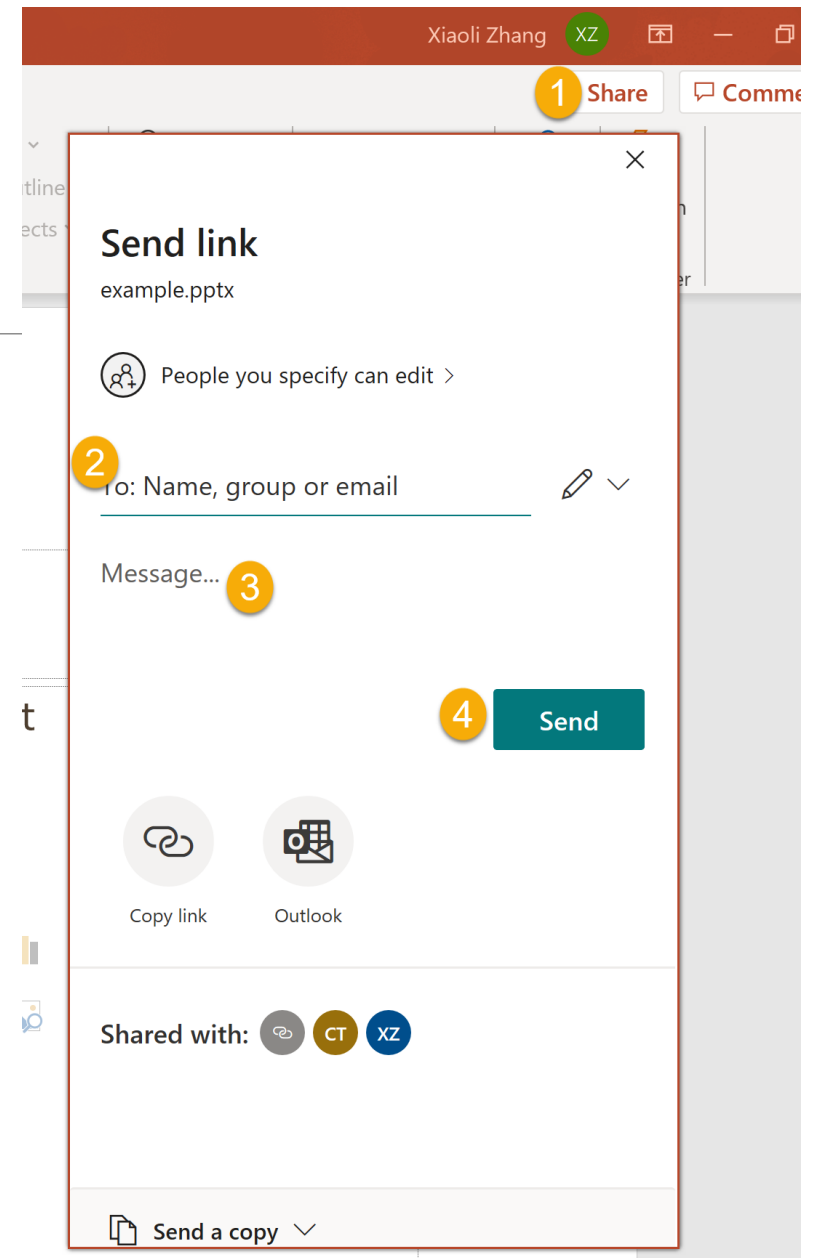 Xiaoli Zhang XZ
1 Share Comme
tline
ects
n
er
Send link
example.pptx
People you specify can edit >
2
To: Name, group or email
Message... 3
t
4 Send
Copy link Outlook
Shared with: CT XZ
Send a copy